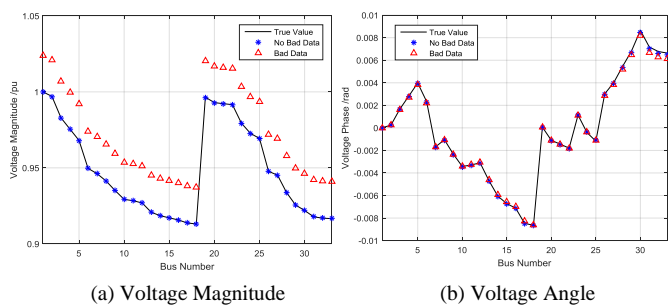 True Value
No Bad Data
Bad Data
Voltage Magnitude /pu
1.05
1
0.95
0.9
5 10 15 20 25 30
Bus Number
(a) Voltage Magnitude
True Value
No Bad Data
Bad Data
Voltage Phase /rad
0.01
0.008
0.006
0.004
0.002
0
-0.002
-0.004
-0.006
-0.008
-0.01
5 10 15 20 25 30
Bus Number
(b) Voltage Angle